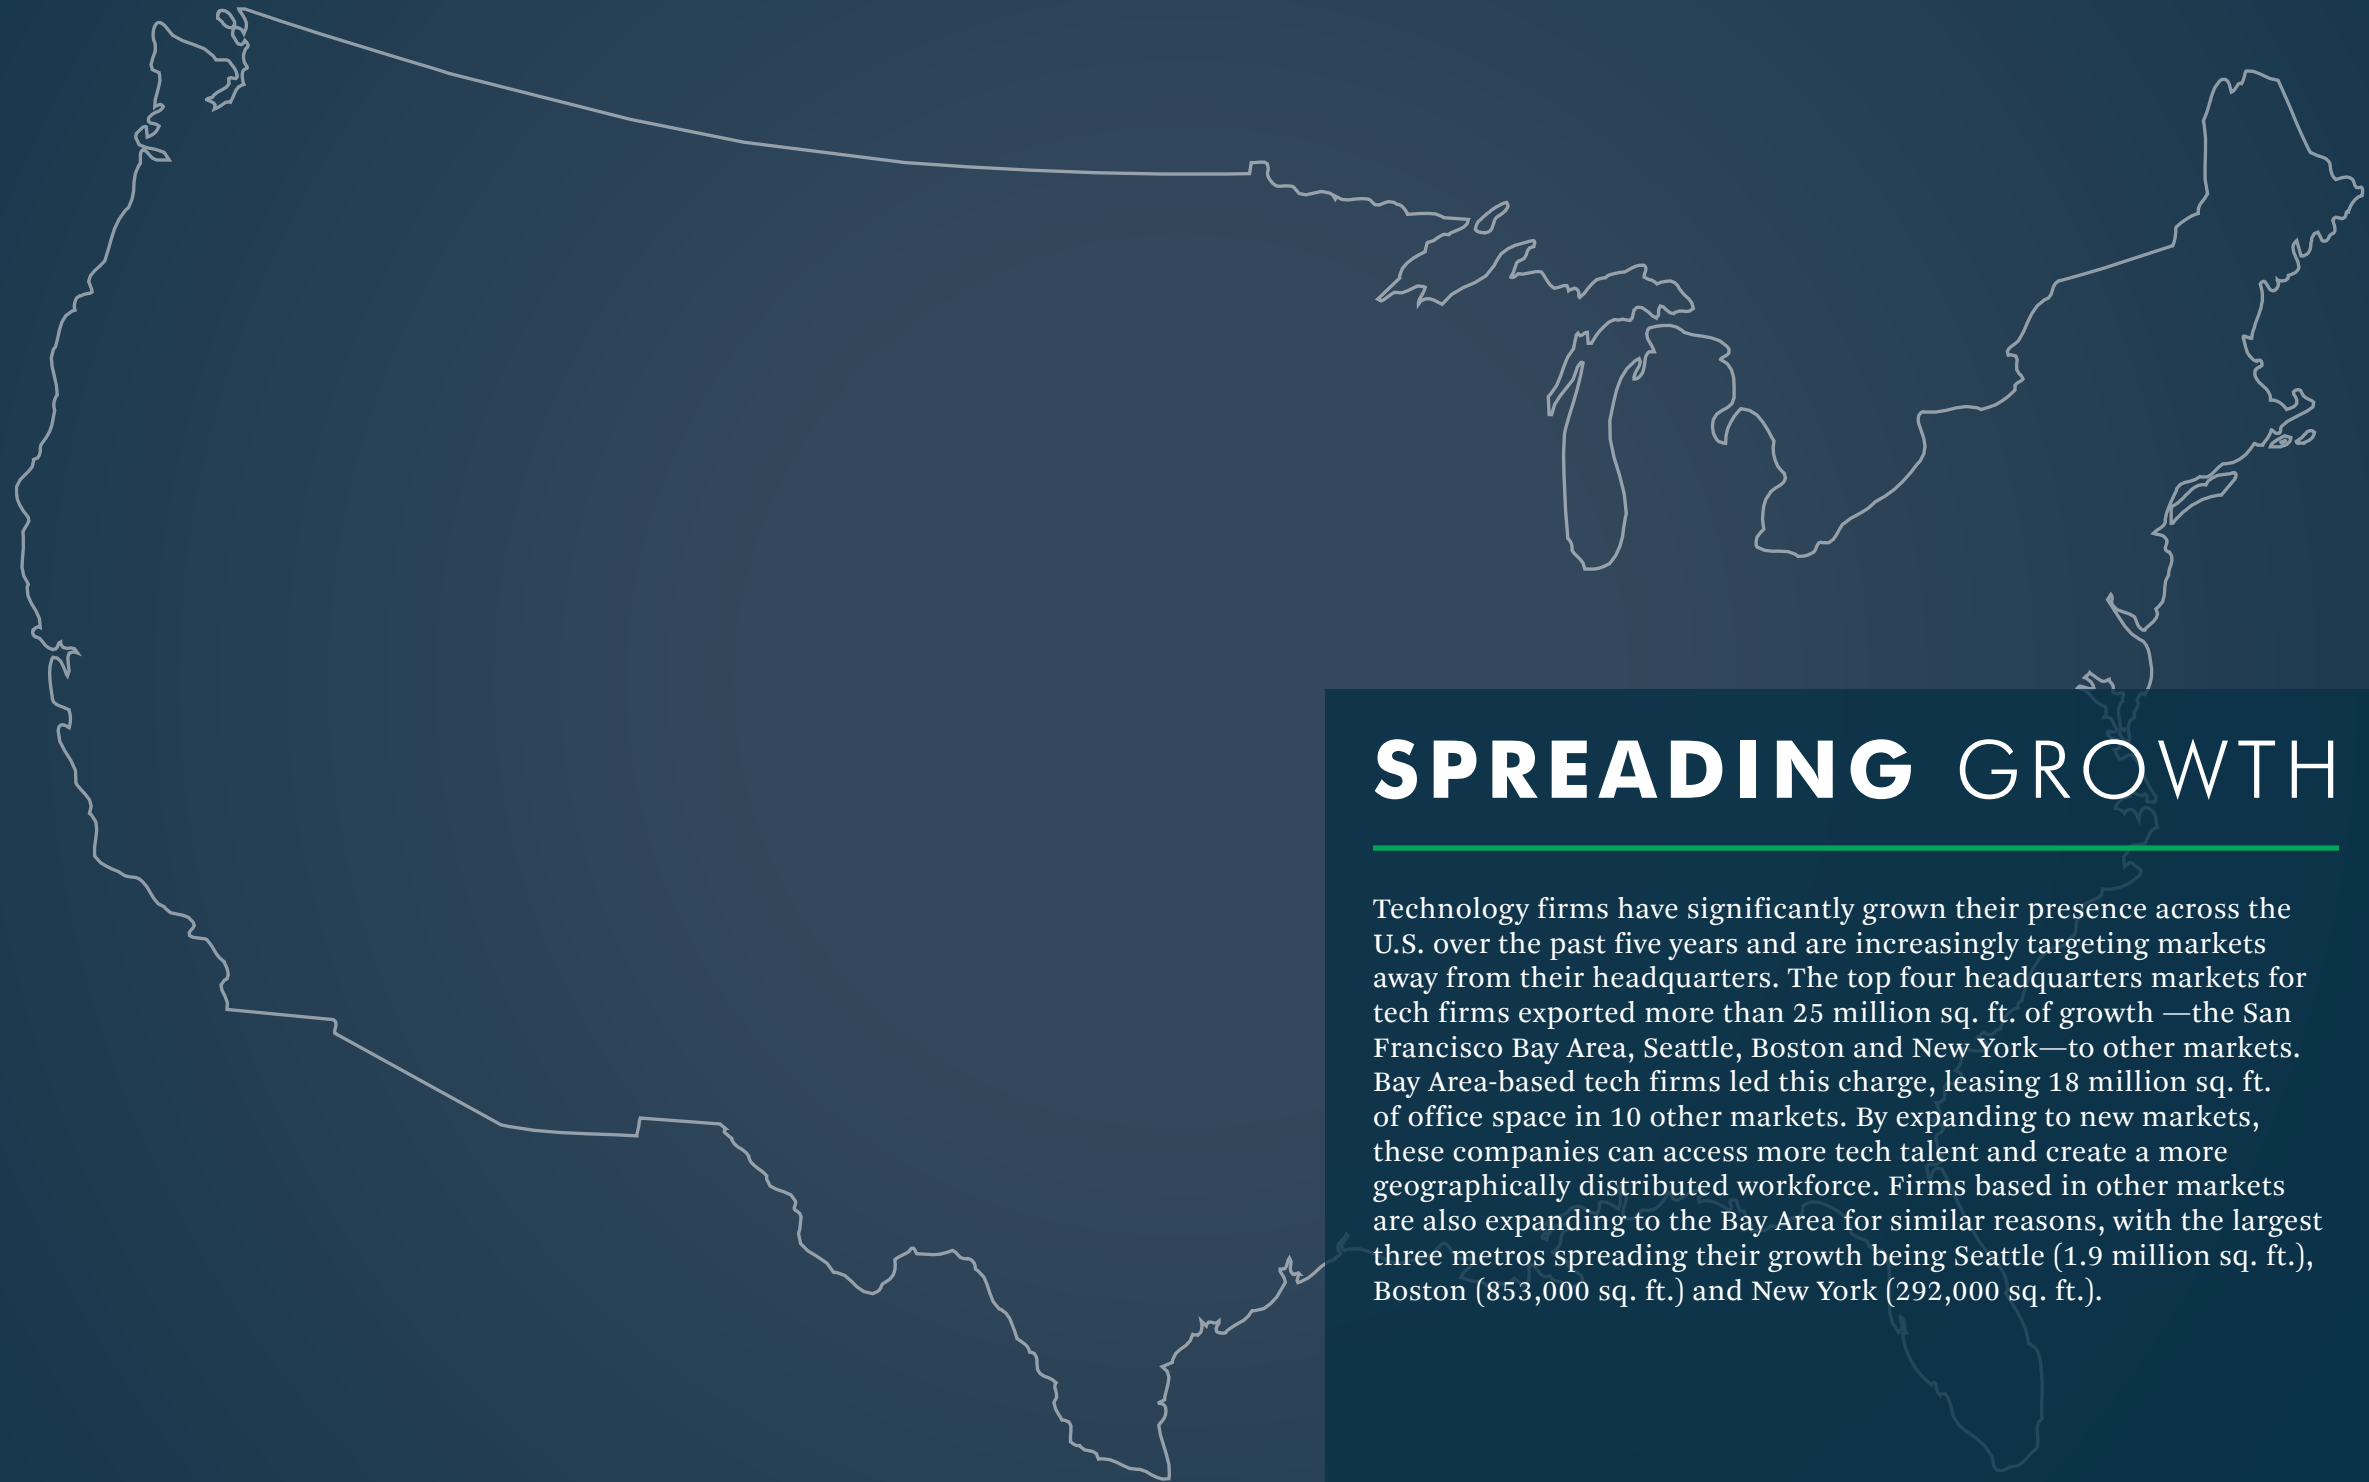 SPREADING GROWTH
Technology firms have significantly grown their presence across the
U.S. over the past five years and are increasingly targeting markets
away from their headquarters. The top four headquarters markets for
tech firms exported more than 25 million sq. ft. of growth —the San
Francisco Bay Area, Seattle, Boston and New York—to other markets.
Bay Area-based tech firms led this charge, leasing 18 million sq. ft.
of office space in 10 other markets. By expanding to new markets,
these companies can access more tech talent and create a more
geographically distributed workforce. Firms based in other markets
are also expanding to the Bay Area for similar reasons, with the largest
three metros spreading their growth being Seattle (1.9 million sq. ft.),
Boston (853,000 sq. ft.) and New York (292,000 sq. ft.).